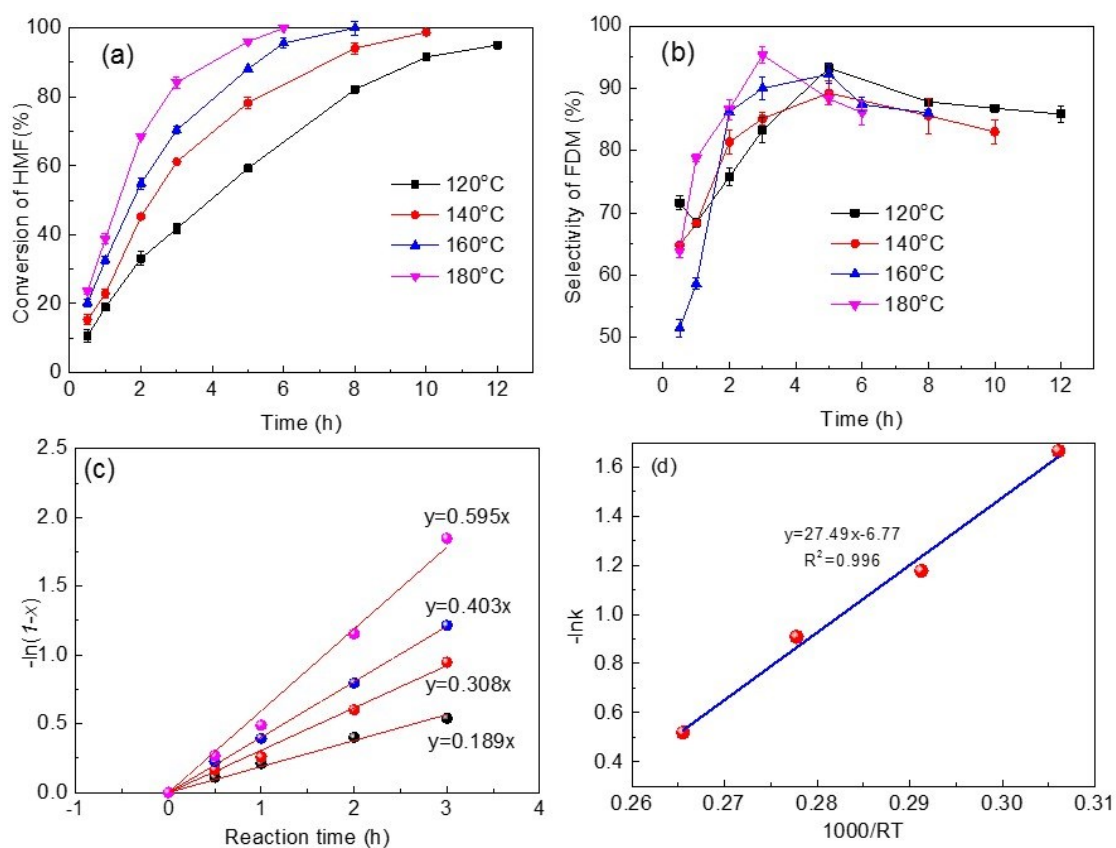 (a)
Conversion of HMF(%)
100
80
60
40
20
0
120°C
140°C
160°C
180°C
0 2 4 6 8 10 12
Time (h)
(b)
Selectivity of FDM (%)
100
90
80
70
60
50
120°C
140°C
160°C
180°C
0 2 4 6 8 10 12
Time (h)
(c)
-ln(1-x)
2.5
2.0
1.5
1.0
0.5
0.0
y=0.595x
y=0.403x
y=0.308x
y=0.189x
-1 0 1 2 3 4
Reaction time (h)
(d)
-lnk
1.6
1.4
1.2
1.0
0.8
0.6
0.4
y=27.49x-6.77
R²=0.996
0.26 0.27 0.28 0.29 0.30 0.31
1000/RT